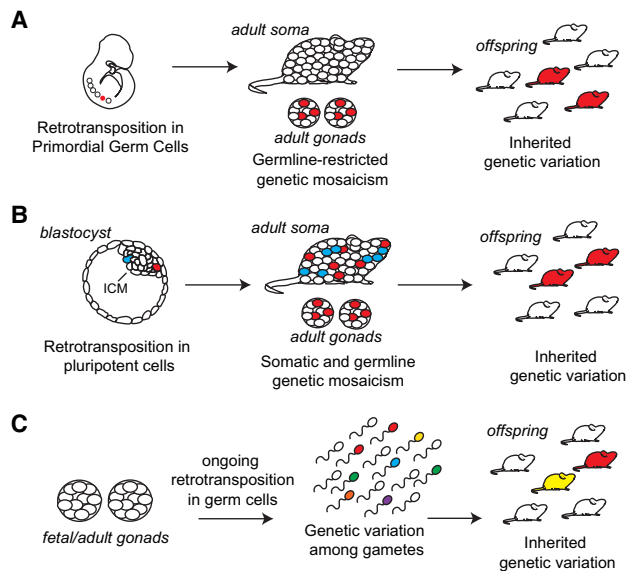 A
adult soma
offspring
Retrotransposition in
Primordial Germ Cells
adult gonads
Germline-restricted
genetic mosaicism
Inherited
genetic variation
B
blastocyst
adult soma
offspring
ICM
Retrotransposition in
pluripotent cells
adult gonads
Somatic and germline
genetic mosaicism
Inherited
genetic variation
C
offspring
ongoing
retrotransposition
in germ cells
fetal/adult gonads
Genetic variation
among gametes
Inherited
genetic variation